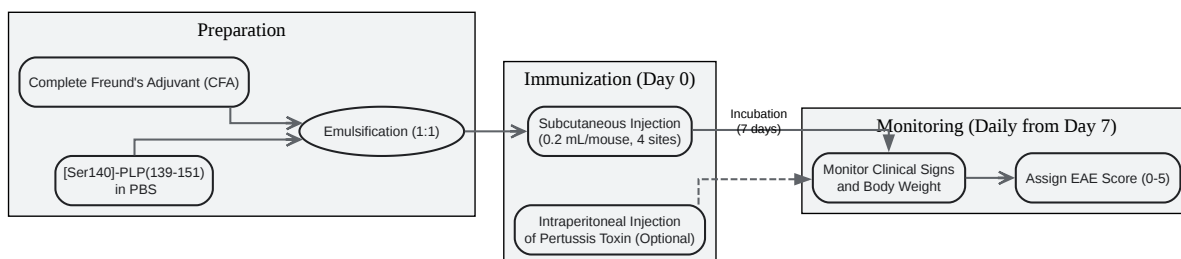 Preparation
Complete Freund's Adjuvant (CFA)
[Ser140]-PLP(139-151)
in PBS
Emulsification (1:1)
Immunization (Day 0)
Subcutaneous Injection
(0.2 mL/mouse, 4 sites)
Intraperitoneal Injection
of Pertussis Toxin (Optional)
Incubation
(7 days)
Monitoring (Daily from Day 7)
Monitor Clinical Signs
and Body Weight
Assign EAE Score (0-5)